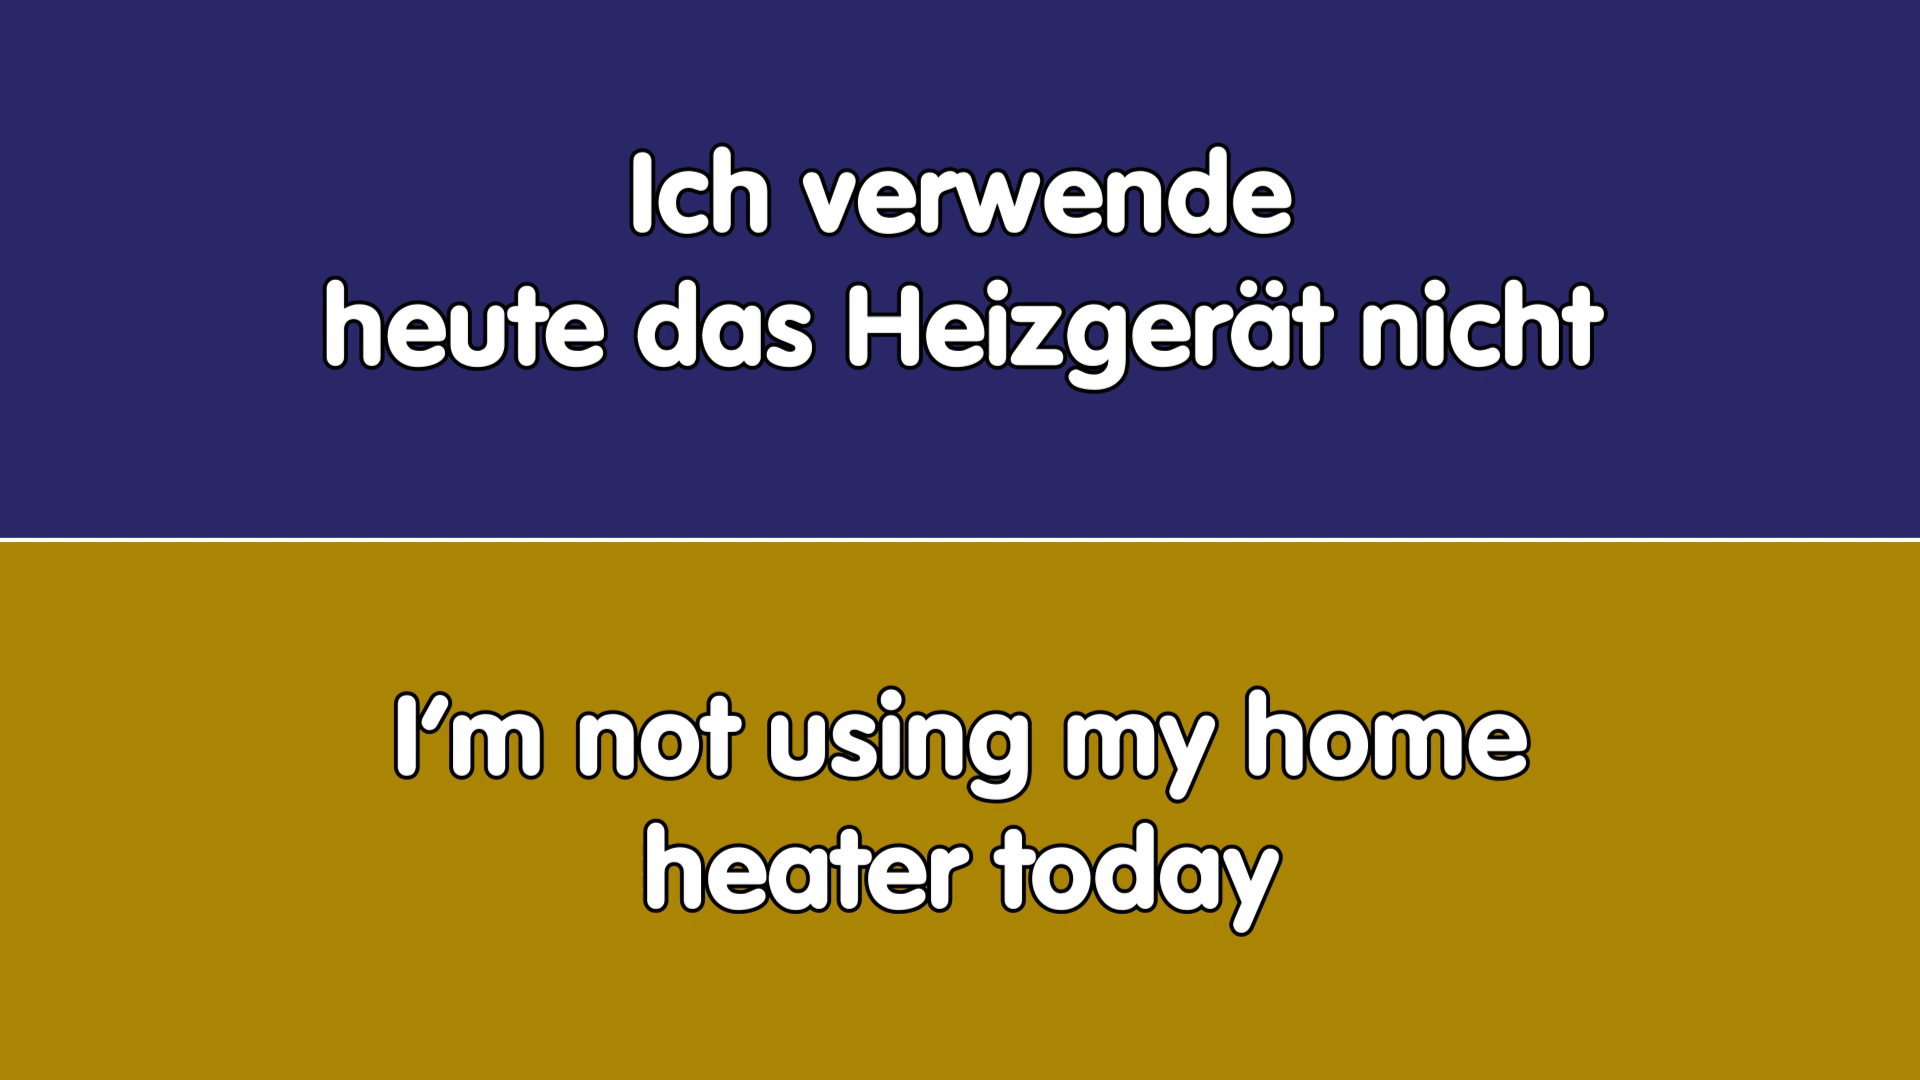 Ich verwende
heute das Heizgerät nicht
I'm not using my home
heater today